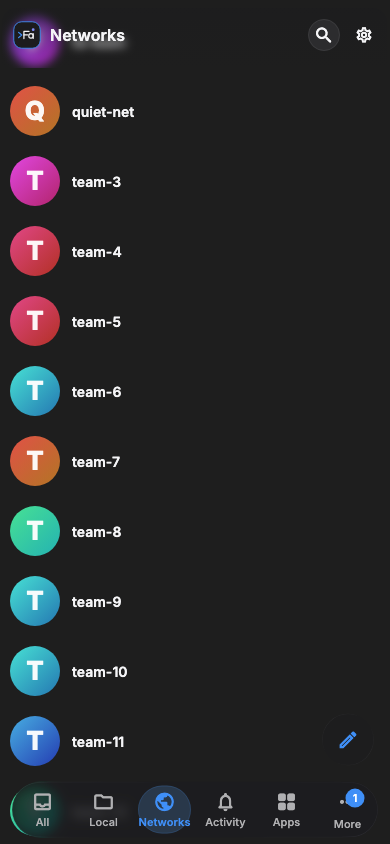 >Fa Networks
Q quiet-net
T team-3
T team-4
T team-5
T team-6
T team-7
T team-8
T team-9
T team-10
T team-11
1
All Local Networks Activity Apps More